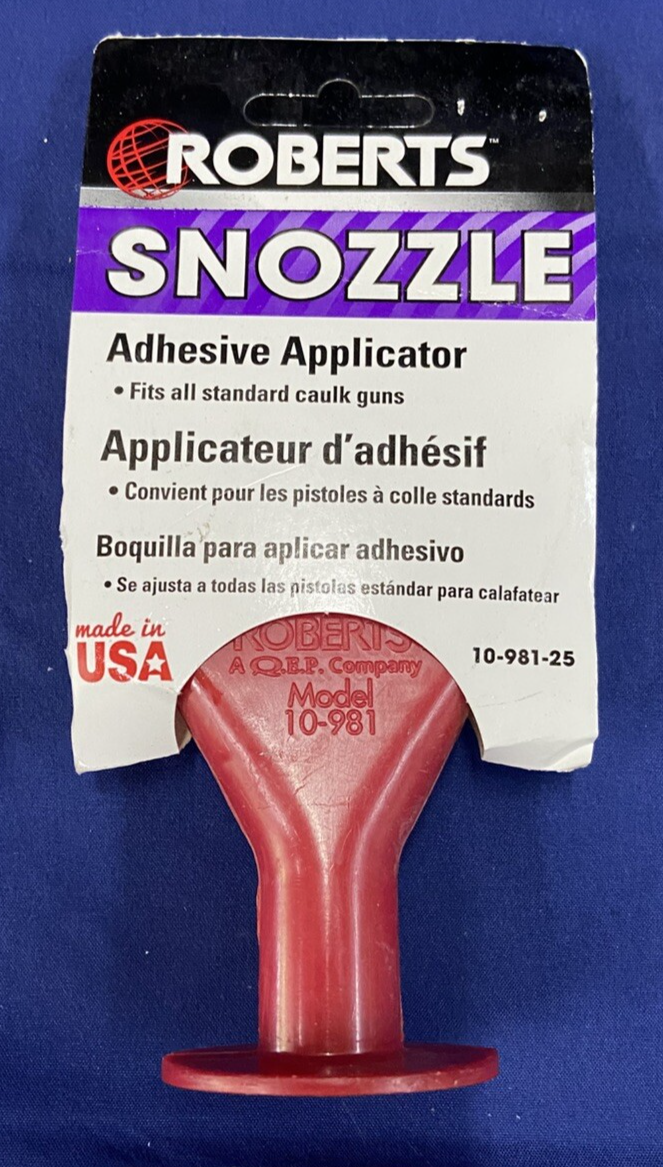 ROBERTS™
SNOZZLE
Adhesive Applicator
• Fits all standard caulk guns
Applicateur d'adhésif
• Convient pour les pistoles à colle standards
Boquilla para aplicar adhesivo
• Se ajusta a todas las pistolas estándar para calafatear
made in
USA
10-981-25
ROBERTS
A Q.E.P. Company
Model
10-981